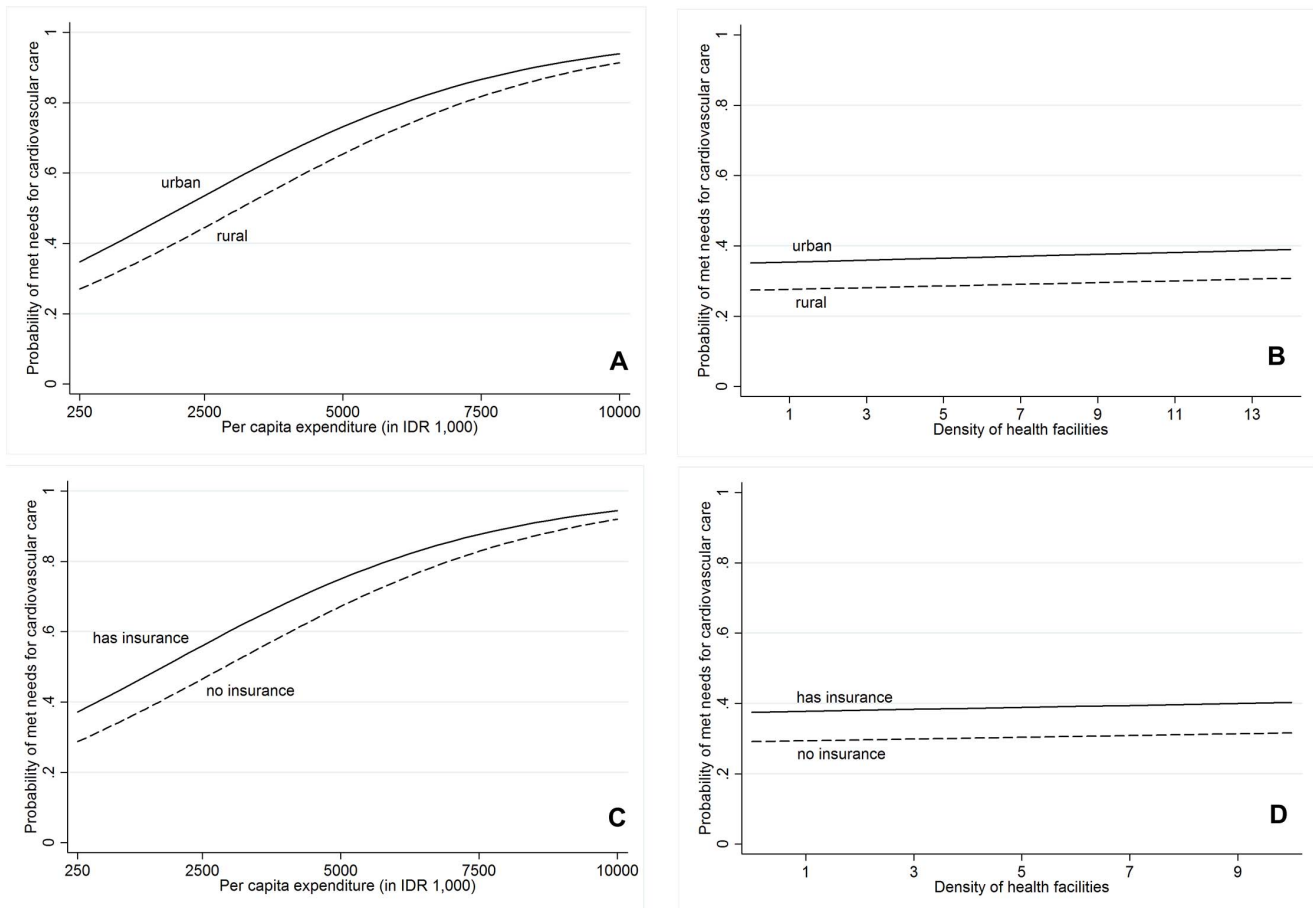 Probability of met needs for cardiovascular care
1
.8
.6
.4
.2
0
urban
rural
A
250 2500 5000 7500 10000
Per capita expenditure (in IDR 1,000)
Probability of met needs for cardiovascular care
1
.8
.6
.4
.2
0
urban
rural
B
1 3 5 7 9 11 13
Density of health facilities
Probability of met needs for cardiovascular care
1
.8
.6
.4
.2
0
has insurance
no insurance
C
250 2500 5000 7500 10000
Per capita expenditure (in IDR 1,000)
Probability of met needs for cardiovascular care
1
.8
.6
.4
.2
0
has insurance
no insurance
D
1 3 5 7 9
Density of health facilities